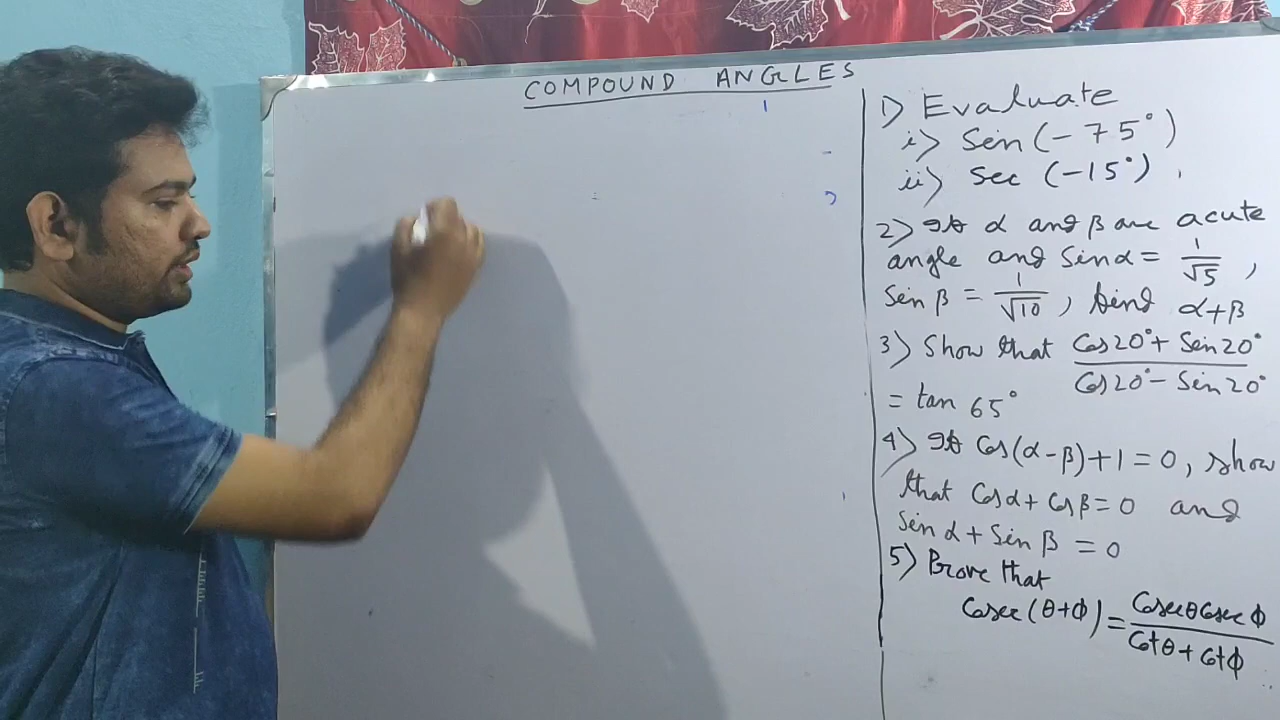 COMPOUND ANGLES
1) Evaluate
i) Sin(-75°)
ii) Sec (-15°).
2) If α and β are acute
angle and Sinα = 1/√5,
Sin β = 1/√10, find α+β
3) Show that Cos20°+ Sin20° / Cos20°- Sin20°
= tan 65°
4) If Cos(α-β)+1=0, show
that Cosα+ Cosβ=0 and
Sinα+Sinβ=0
5) Prove that
Cosec(θ+ϕ)= CosecθCosecϕ / Cotθ+Cotϕ